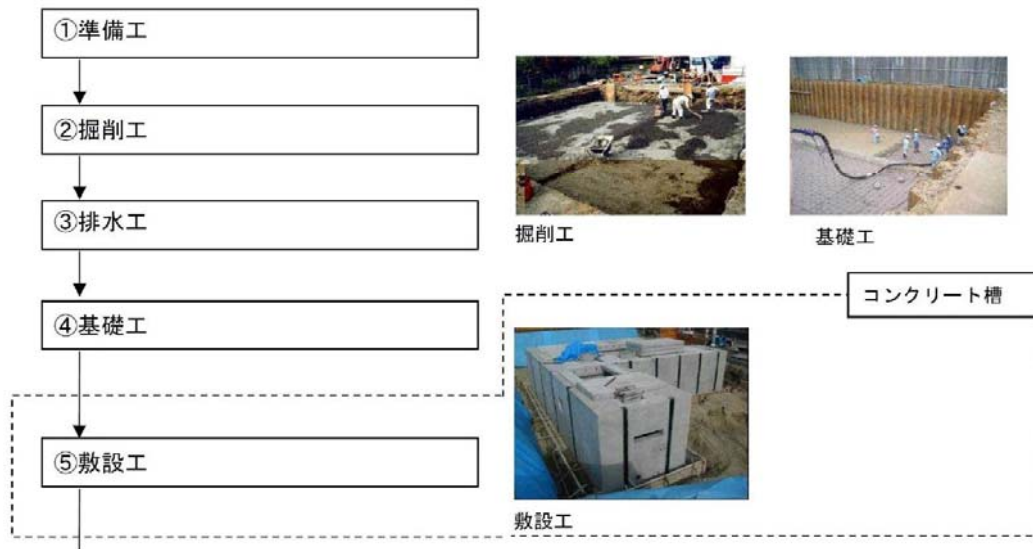 ①準備工
②掘削工
③排水工
掘削工
基礎工
コンクリート槽
④基礎工
⑤敷設工
敷設工